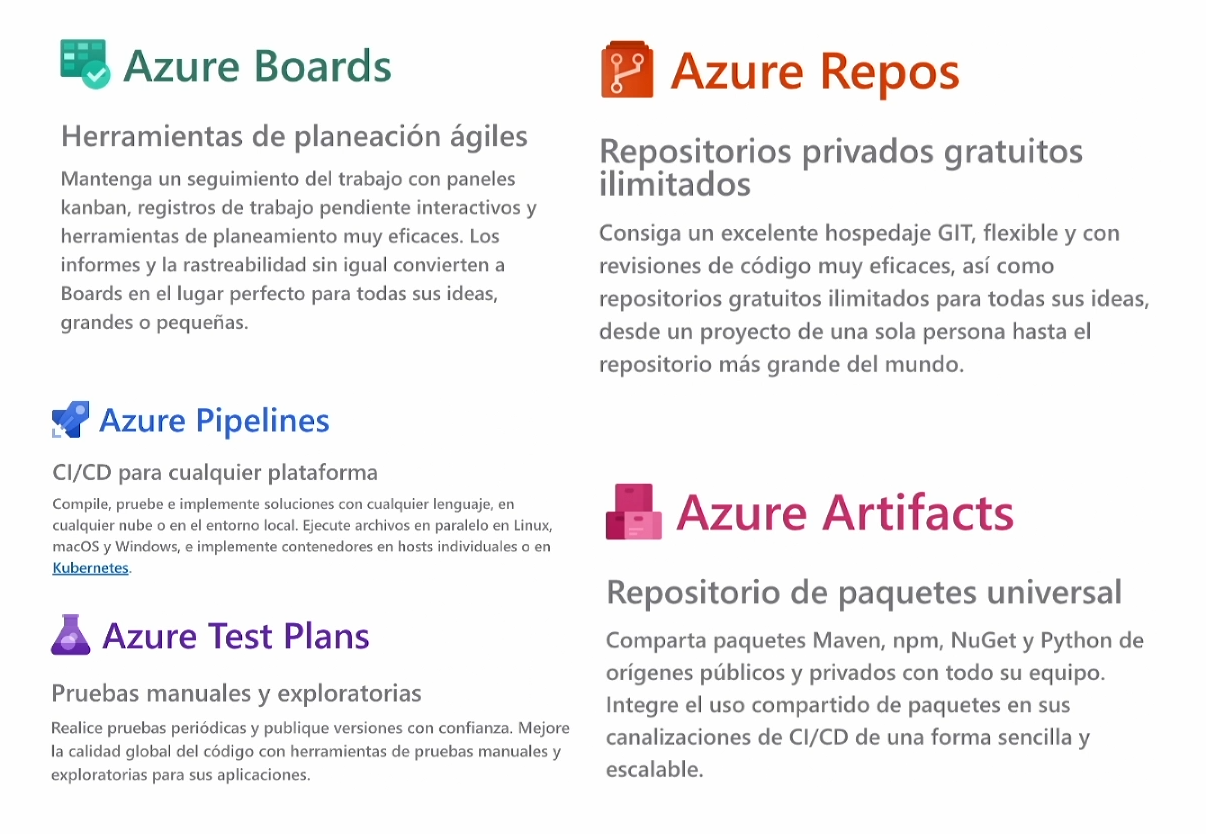 Azure Boards
Herramientas de planeación ágiles
Mantenga un seguimiento del trabajo con paneles
kanban, registros de trabajo pendiente interactivos y
herramientas de planeamiento muy eficaces. Los
informes y la rastreabilidad sin igual convierten a
Boards en el lugar perfecto para todas sus ideas,
grandes o pequeñas.
Azure Repos
Repositorios privados gratuitos
ilimitados
Consiga un excelente hospedaje GIT, flexible y con
revisiones de código muy eficaces, así como
repositorios gratuitos ilimitados para todas sus ideas,
desde un proyecto de una sola persona hasta el
repositorio más grande del mundo.
Azure Pipelines
CI/CD para cualquier plataforma
Compile, pruebe e implemente soluciones con cualquier lenguaje, en
cualquier nube o en el entorno local. Ejecute archivos en paralelo en Linux,
macOS y Windows, e implemente contenedores en hosts individuales o en
Kubernetes.
Azure Test Plans
Pruebas manuales y exploratorias
Realice pruebas periódicas y publique versiones con confianza. Mejore
la calidad global del código con herramientas de pruebas manuales y
exploratorias para sus aplicaciones.
Azure Artifacts
Repositorio de paquetes universal
Comparta paquetes Maven, npm, NuGet y Python de
orígenes públicos y privados con todo su equipo.
Integre el uso compartido de paquetes en sus
canalizaciones de CI/CD de una forma sencilla y
escalable.